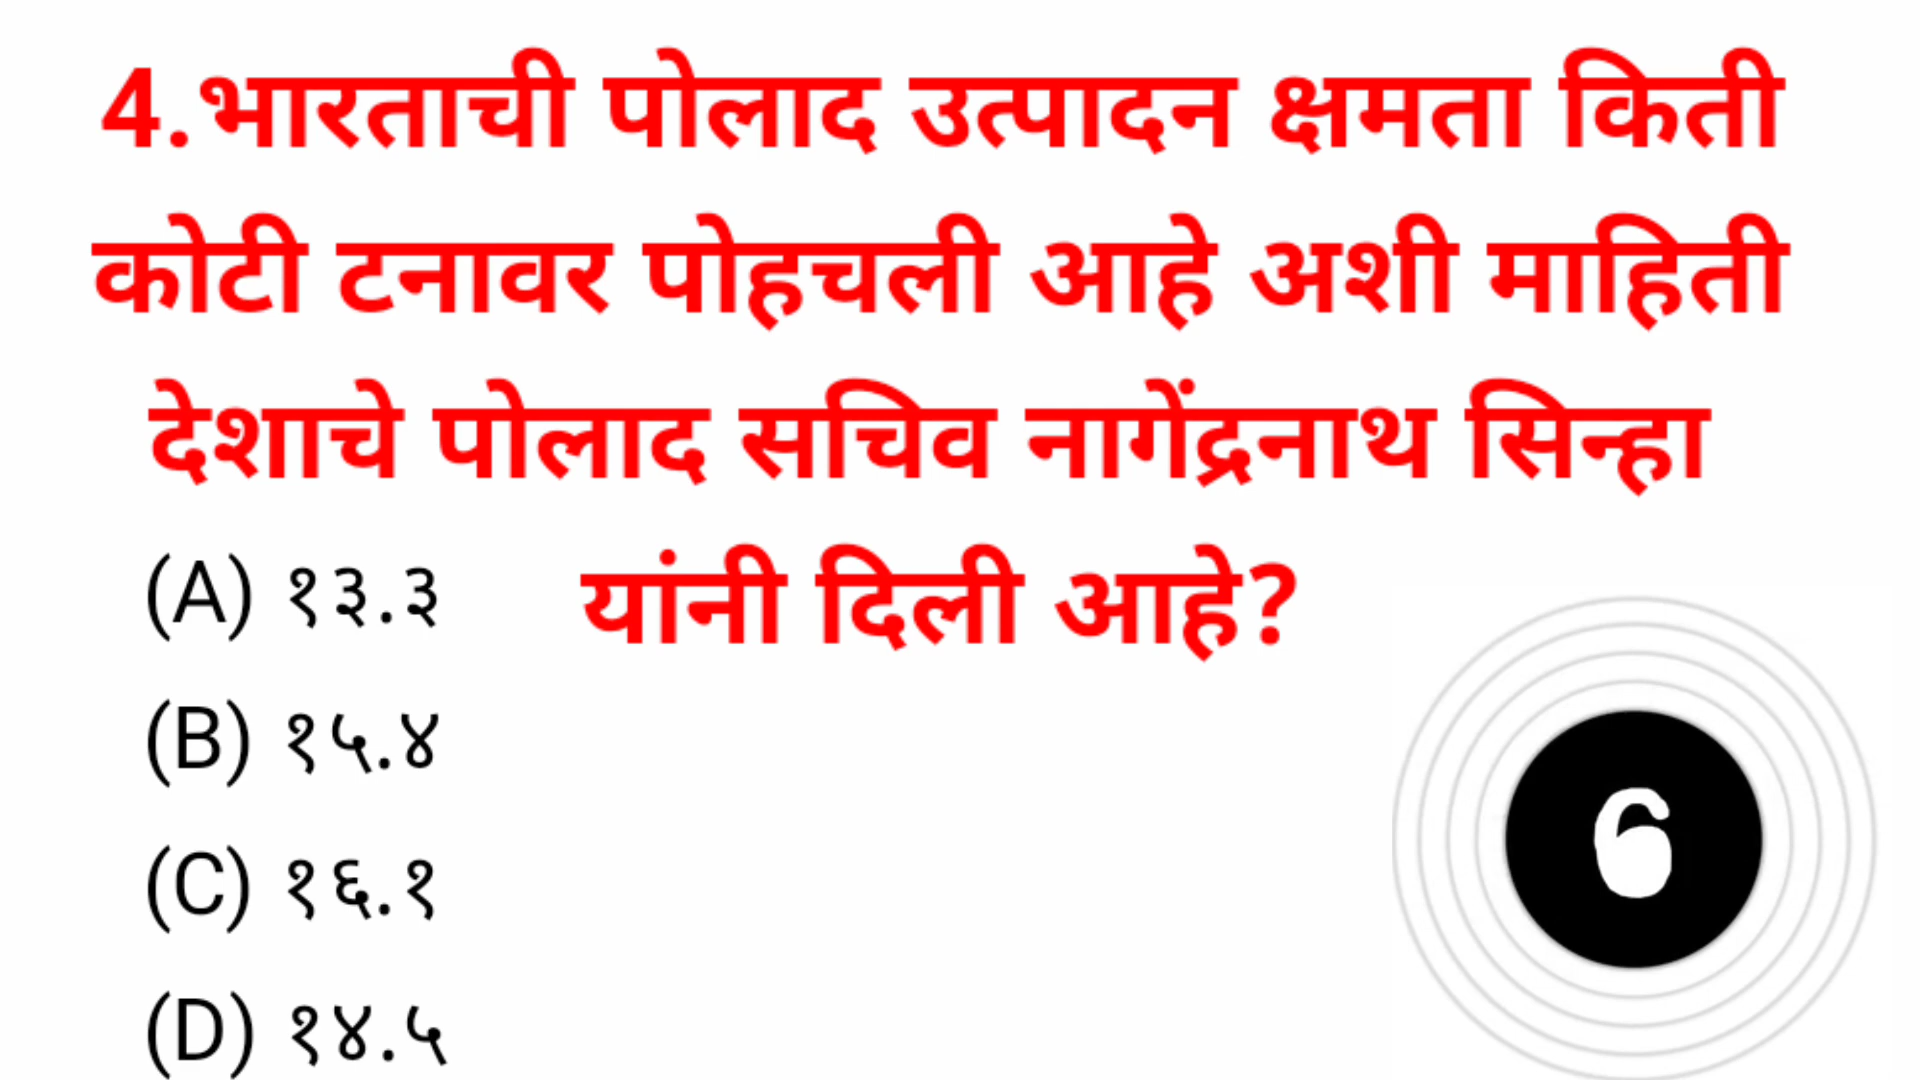 4.भारताची पोलाद उत्पादन क्षमता किती
कोटी टनावर पोहचली आहे अशी माहिती
देशाचे पोलाद सचिव नागेंद्रनाथ सिन्हा
यांनी दिली आहे?
(A) १३.३
(B) १५.४
(C) १६.१
(D) १४.५
6